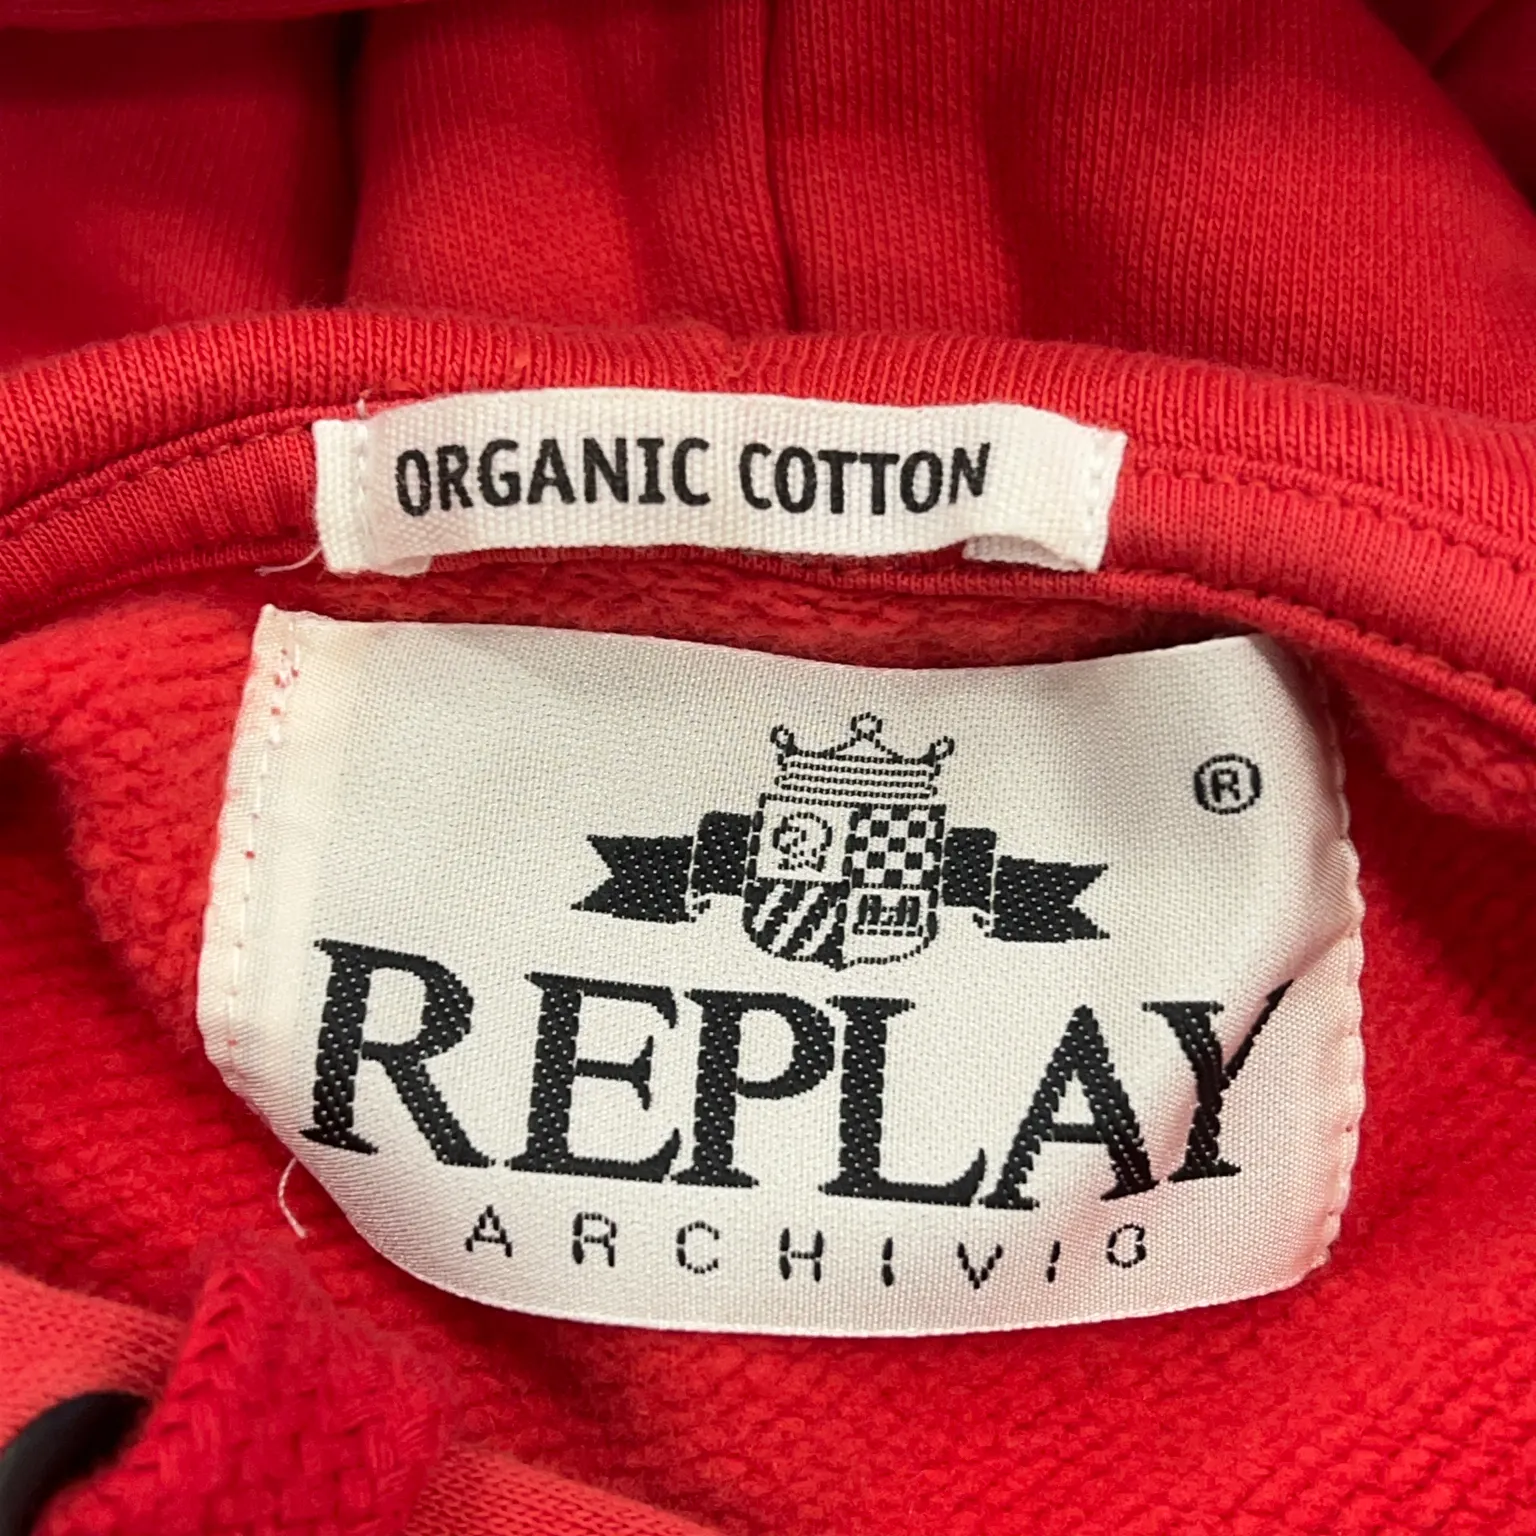 ORGANIC COTTON
®
REPLAY
ARCHIVIO